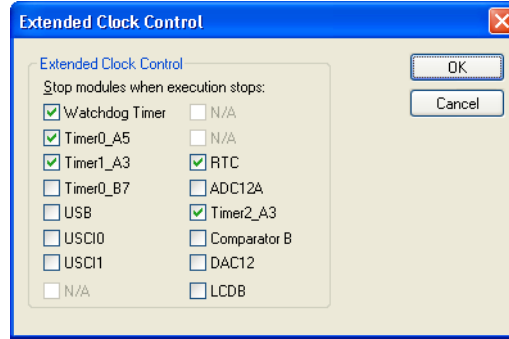 Extended Clock Control
Extended Clock Control
Stop modules when execution stops:
Watchdog Timer
N/A
Timer0_A5
N/A
Timer1_A3
RTC
Timer0_B7
ADC12A
USB
Timer2_A3
USCI0
Comparator B
USCI1
DAC12
N/A
LCDB
OK
Cancel